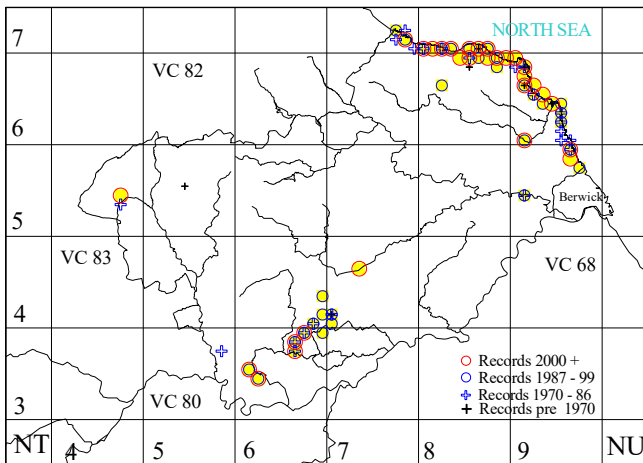 NORTH SEA
7
VC 82
6
Berwick
5
VC 83
VC 68
4
Records 2000 +
Records 1987 - 99
Records 1970 - 86
VC 80
Records pre 1970
3
NT 4 5 6 7 8 9 NU